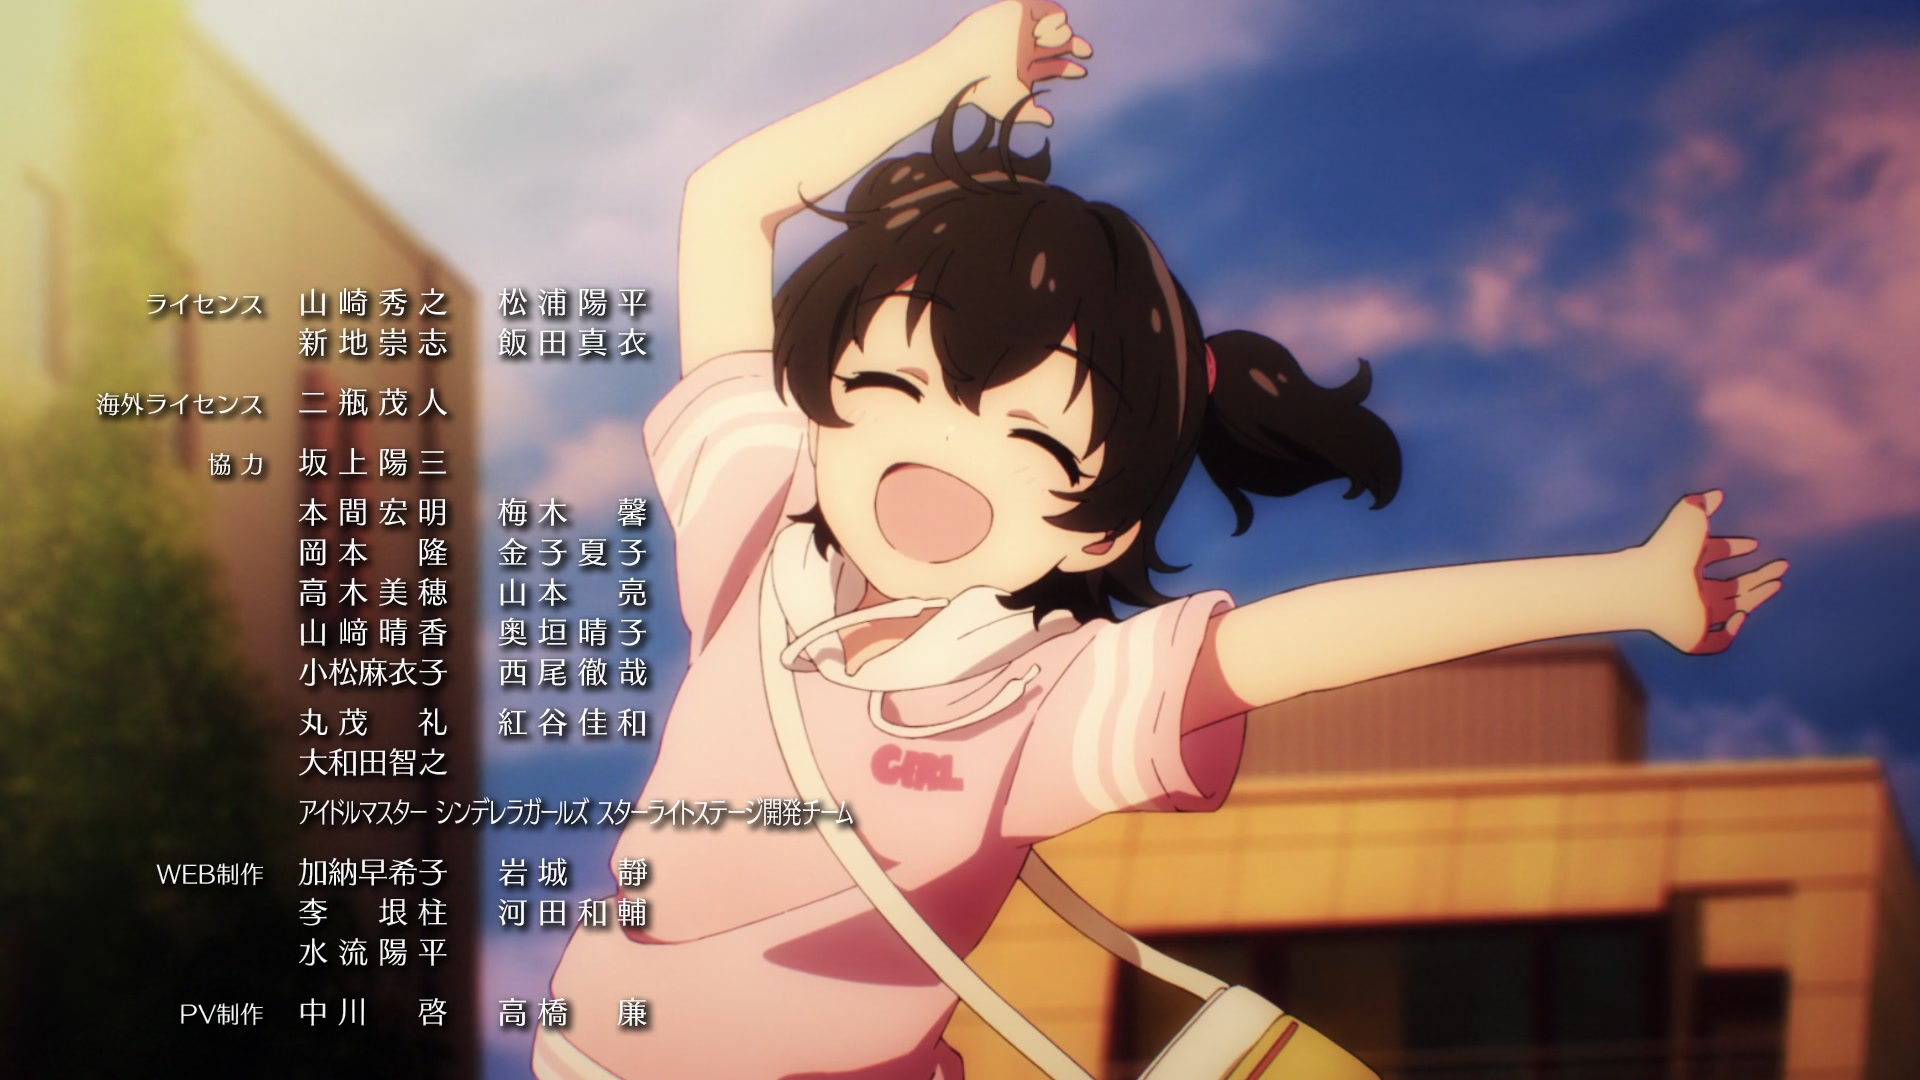 ライセンス 山崎秀之 松浦陽平
新地崇志 飯田真衣
海外ライセンス 二瓶茂人
協力 坂上陽三
本間宏明 梅木馨
岡本隆 金子夏子
高木美穂 山本亮
山﨑晴香 奥垣晴子
小松麻衣子 西尾徹哉
丸茂礼 紅谷佳和
大和田智之
アイドルマスター シンデレラガールズ スターライトステージ開発チーム
WEB制作 加納早希子 岩城靜
李垠柱 河田和輔
水流陽平
PV制作 中川啓 高橋廉
GIRL